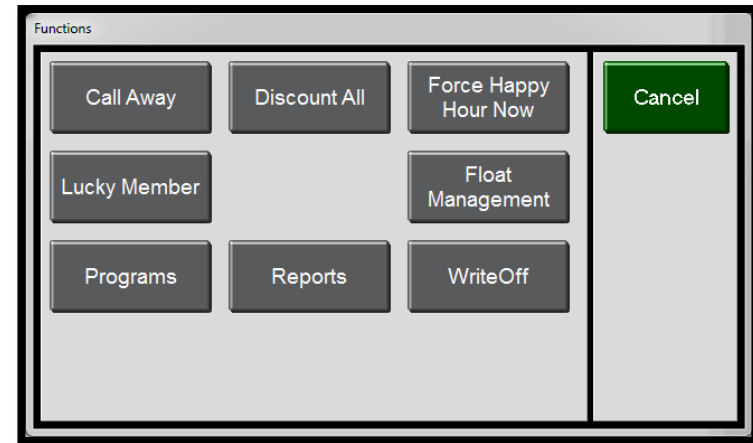 Functions
Call Away
Discount All
Force Happy
Hour Now
Cancel
Lucky Member
Float
Management
Programs
Reports
WriteOff